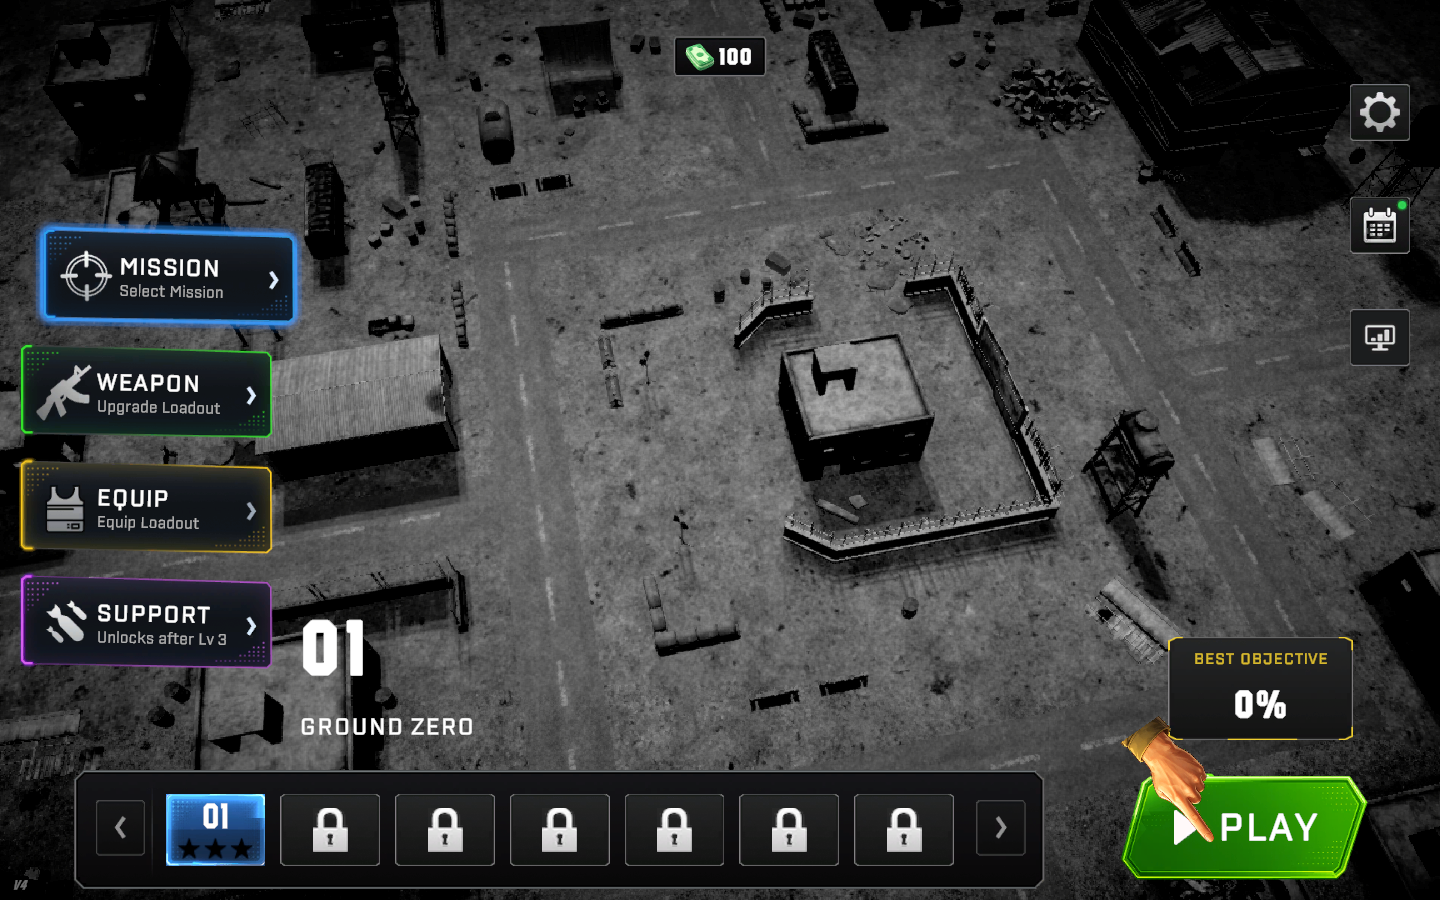 100
MISSION
Select Mission
WEAPON
Upgrade Loadout
EQUIP
Equip Loadout
SUPPORT
Unlocks after Lv 3
01
GROUND ZERO
BEST OBJECTIVE
0%
01
PLAY
V4